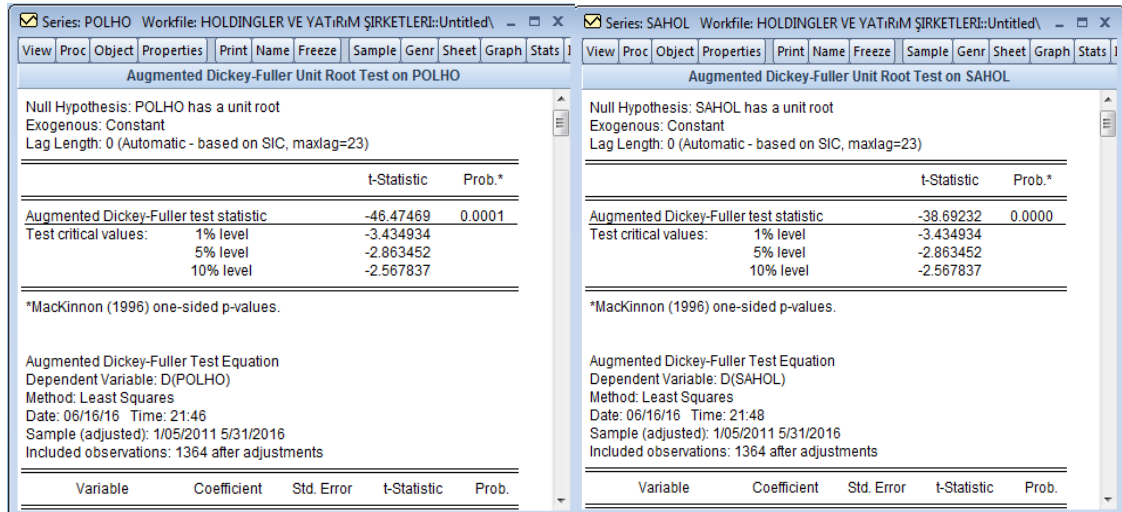 Series: POLHO Workfile: HOLDINGLER VE YATıRıM ŞIRKETLERI::Untitled\
View Proc Object Properties Print Name Freeze Sample Genr Sheet Graph Stats
Augmented Dickey-Fuller Unit Root Test on POLHO
Null Hypothesis: POLHO has a unit root
Exogenous: Constant
Lag Length: 0 (Automatic - based on SIC, maxlag=23)
t-Statistic Prob.*
Augmented Dickey-Fuller test statistic -46.47469 0.0001
Test critical values: 1% level -3.434934
5% level -2.863452
10% level -2.567837
*MacKinnon (1996) one-sided p-values.
Augmented Dickey-Fuller Test Equation
Dependent Variable: D(POLHO)
Method: Least Squares
Date: 06/16/16 Time: 21:46
Sample (adjusted): 1/05/2011 5/31/2016
Included observations: 1364 after adjustments
Variable Coefficient Std. Error t-Statistic Prob.
Series: SAHOL Workfile: HOLDINGLER VE YATıRıM ŞIRKETLERI::Untitled\
View Proc Object Properties Print Name Freeze Sample Genr Sheet Graph Stats
Augmented Dickey-Fuller Unit Root Test on SAHOL
Null Hypothesis: SAHOL has a unit root
Exogenous: Constant
Lag Length: 0 (Automatic - based on SIC, maxlag=23)
t-Statistic Prob.*
Augmented Dickey-Fuller test statistic -38.69232 0.0000
Test critical values: 1% level -3.434934
5% level -2.863452
10% level -2.567837
*MacKinnon (1996) one-sided p-values.
Augmented Dickey-Fuller Test Equation
Dependent Variable: D(SAHOL)
Method: Least Squares
Date: 06/16/16 Time: 21:48
Sample (adjusted): 1/05/2011 5/31/2016
Included observations: 1364 after adjustments
Variable Coefficient Std. Error t-Statistic Prob.